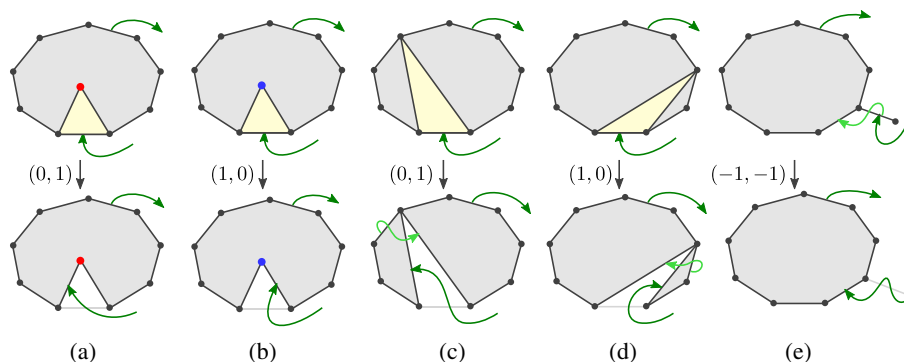 (0, 1) (1, 0) (0, 1) (1, 0) (−1, −1)
(a) (b) (c) (d) (e)